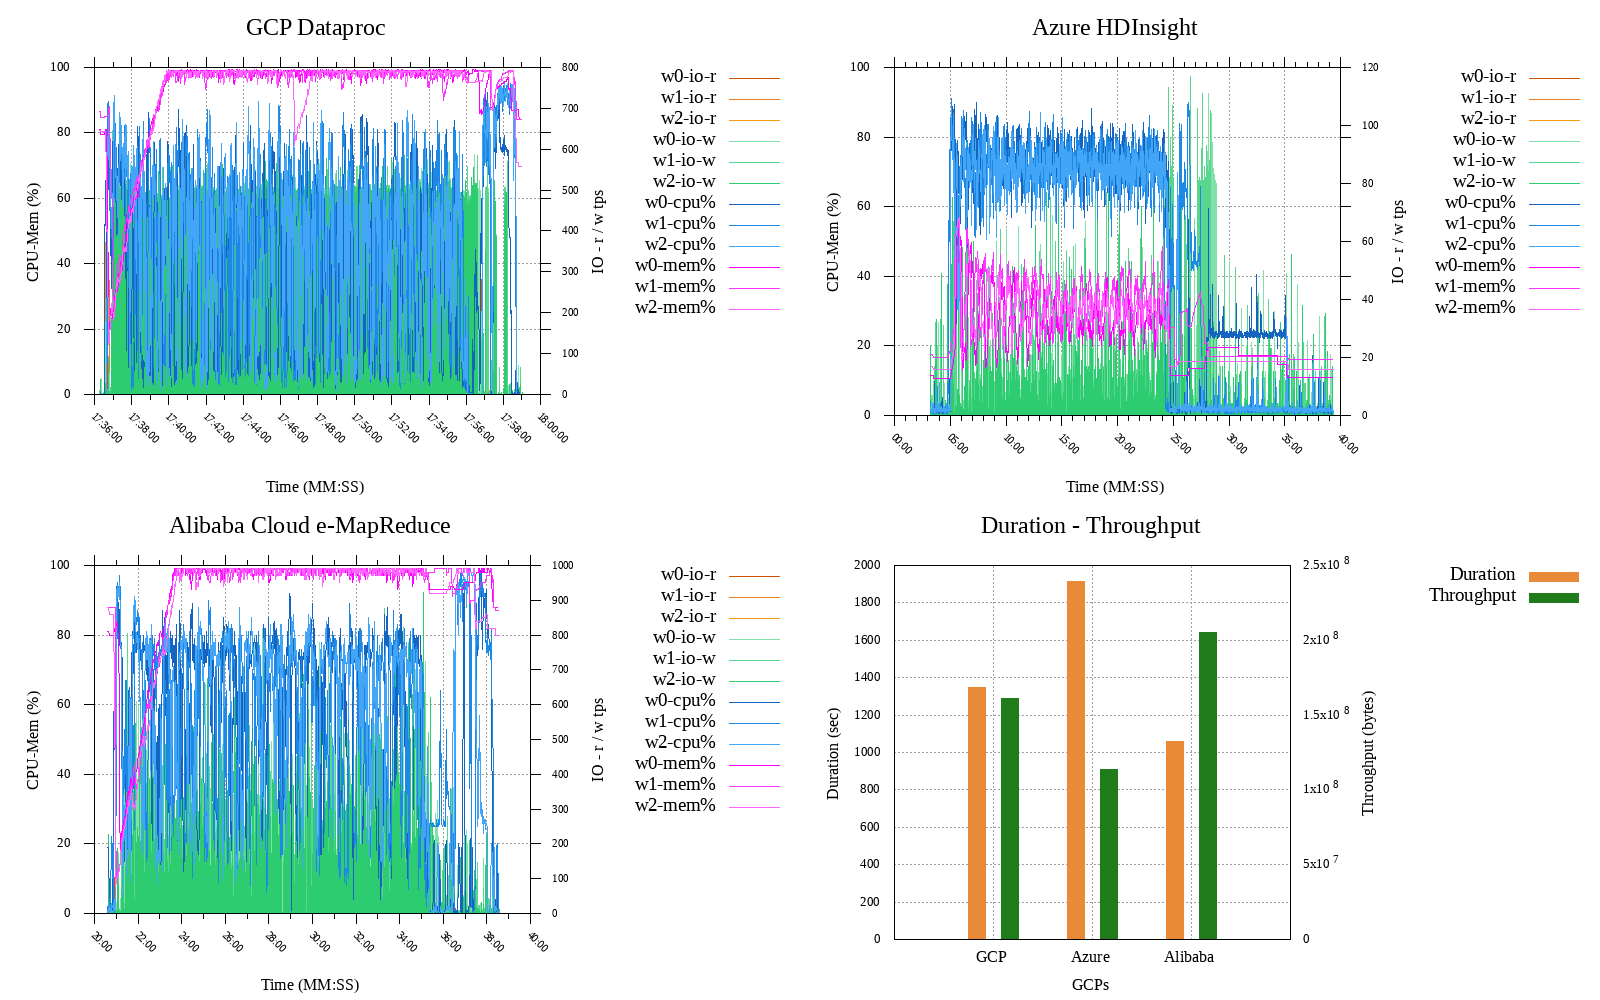 GCP Dataproc
100
80
60
40
20
0
CPU-Mem (%)
800
700
600
500
400
300
200
100
0
IO - r / w tps
17:36:00
17:38:00
17:40:00
17:42:00
17:44:00
17:46:00
17:48:00
17:50:00
17:52:00
17:54:00
17:56:00
17:58:00
18:00:00
Time (MM:SS)
w0-io-r
w1-io-r
w2-io-r
w0-io-w
w1-io-w
w2-io-w
w0-cpu%
w1-cpu%
w2-cpu%
w0-mem%
w1-mem%
w2-mem%
Azure HDInsight
100
80
60
40
20
0
CPU-Mem (%)
120
100
80
60
40
20
0
IO - r / w tps
00:00
05:00
10:00
15:00
20:00
25:00
30:00
35:00
40:00
Time (MM:SS)
w0-io-r
w1-io-r
w2-io-r
w0-io-w
w1-io-w
w2-io-w
w0-cpu%
w1-cpu%
w2-cpu%
w0-mem%
w1-mem%
w2-mem%
Alibaba Cloud e-MapReduce
100
80
60
40
20
0
CPU-Mem (%)
1000
900
800
700
600
500
400
300
200
100
0
IO - r / w tps
20:00
22:00
24:00
26:00
28:00
30:00
32:00
34:00
36:00
38:00
40:00
Time (MM:SS)
w0-io-r
w1-io-r
w2-io-r
w0-io-w
w1-io-w
w2-io-w
w0-cpu%
w1-cpu%
w2-cpu%
w0-mem%
w1-mem%
w2-mem%
Duration - Throughput
2000
1800
1600
1400
1200
1000
800
600
400
200
0
Duration (sec)
2.5x10 8
2x10 8
1.5x10 8
1x10 8
5x10 7
0
Throughput (bytes)
GCP
Azure
Alibaba
GCPs
Duration
Throughput